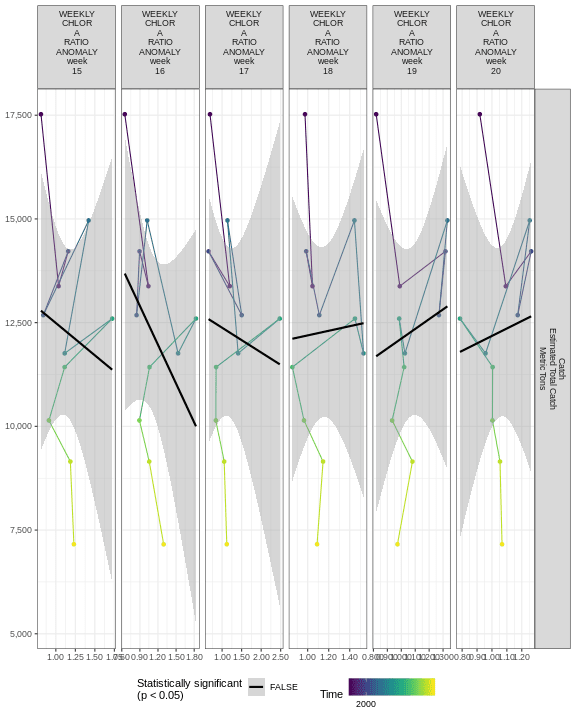 WEEKLY
CHLOR
A
RATIO
ANOMALY
week
15
WEEKLY
CHLOR
A
RATIO
ANOMALY
week
16
WEEKLY
CHLOR
A
RATIO
ANOMALY
week
17
WEEKLY
CHLOR
A
RATIO
ANOMALY
week
18
WEEKLY
CHLOR
A
RATIO
ANOMALY
week
19
WEEKLY
CHLOR
A
RATIO
ANOMALY
week
20
17,500
15,000
12,500
10,000
7,500
5,000
Catch
Estimated Total Catch
Metric Tons
1.00 1.25 1.50
0.90 1.20 1.50 1.80
1.00 1.50 2.00 2.50
1.00 1.20 1.40
0.90 1.00 1.10 1.20 1.30
0.80 0.90 1.00 1.10 1.20
Statistically significant
(p < 0.05)
FALSE
Time
2000